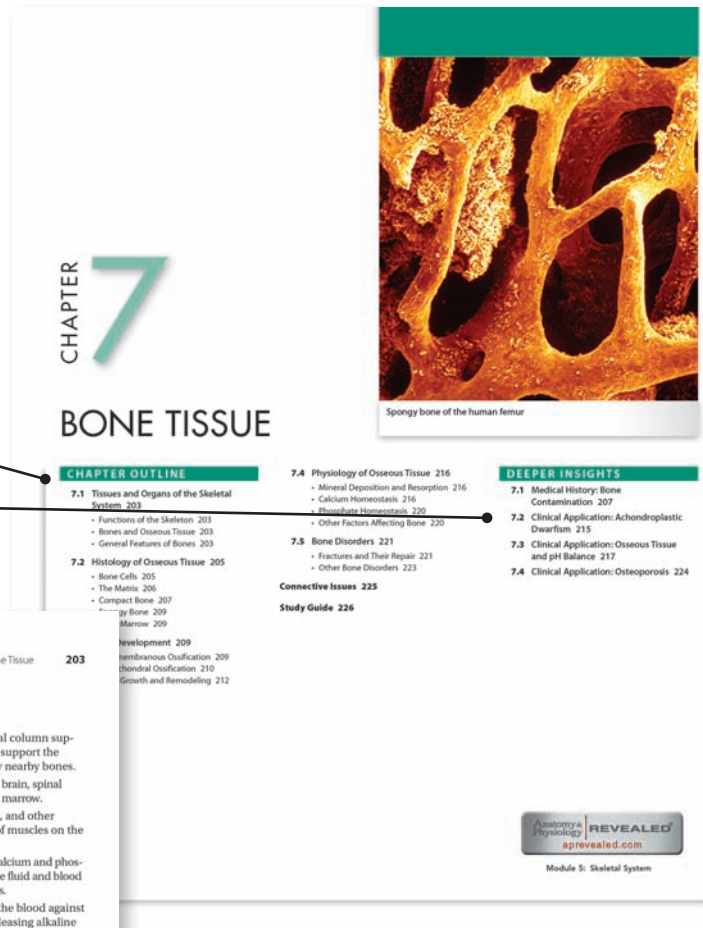 CHAPTER
7
BONE TISSUE
Spongy bone of the human femur
CHAPTER OUTLINE
7.1 Tissues and Organs of the Skeletal
System 203
• Functions of the Skeleton 203
• Bones and Osseous Tissue 203
• General Features of Bones 203
7.2 Histology of Osseous Tissue 205
• Bone Cells 205
• The Matrix 206
• Compact Bone 207
Bone 209
Marrow 209
Development 209
Ossification 209
Ossification 210
Growth and Remodeling 212
7.4 Physiology of Osseous Tissue 216
• Mineral Deposition and Resorption 216
• Calcium Homeostasis 216
• Phosphate Homeostasis 220
• Other Factors Affecting Bone 220
7.5 Bone Disorders 221
• Fractures and Their Repair 221
• Other Bone Disorders 223
Connective Issues 225
Study Guide 226
DEEPER INSIGHTS
7.1 Medical History: Bone
Contamination 207
7.2 Clinical Application: Achondroplastic
Dwarfism 215
7.3 Clinical Application: Osseous Tissue
and pH Balance 217
7.4 Clinical Application: Osteoporosis 224
Anatomy & Physiology REVEALED®
aprevealed.com
Module 5: Skeletal System
Tissue 203
column sup-
support the
nearby bones.
brain, spinal
marrow.
, and other
of muscles on the
calcium and phos-
fluid and blood
the blood against
leasing alkaline